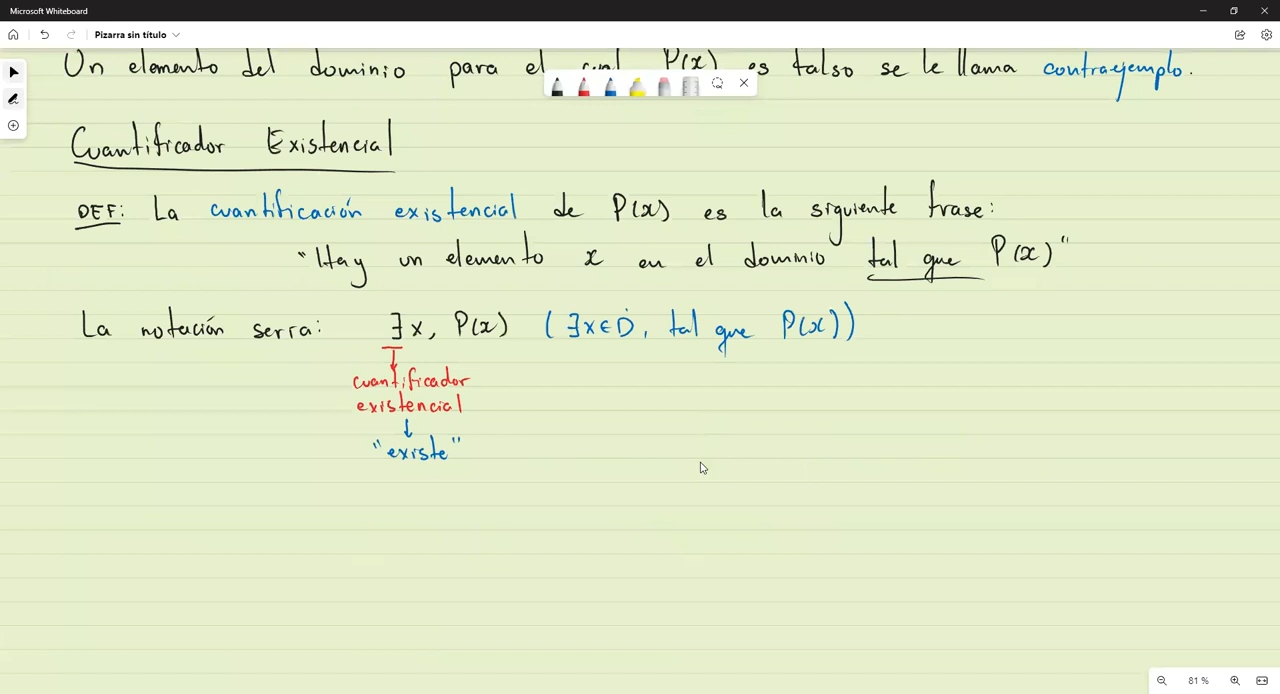 Microsoft Whiteboard
Pizarra sin título
Un elemento del dominio para el cual P(x) es falso se le llama contraejemplo.
Cuantificador Existencial
DEF: La cuantificación existencial de P(x) es la siguiente frase:
"Hay un elemento x en el dominio tal que P(x)"
La notación serra: ∃x, P(x) (∃x∈D, tal que P(x))
cuantificador
existencial
"existe"
81 %